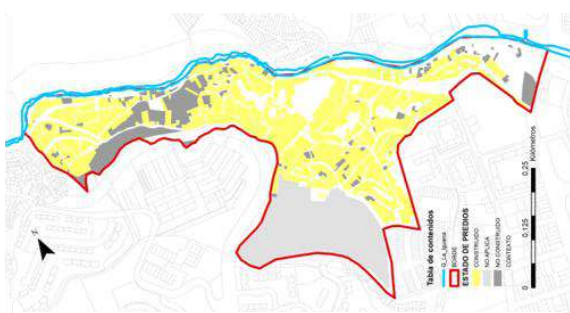 Tabla de contenidos
Q_La_Iguana
BORDE
ESTADO DE PREDIOS
CONSTRUIDO
NO APLICA
NO CONSTRUIDO
CONTEXTO
0 0.125 0.25
Kilómetros
N